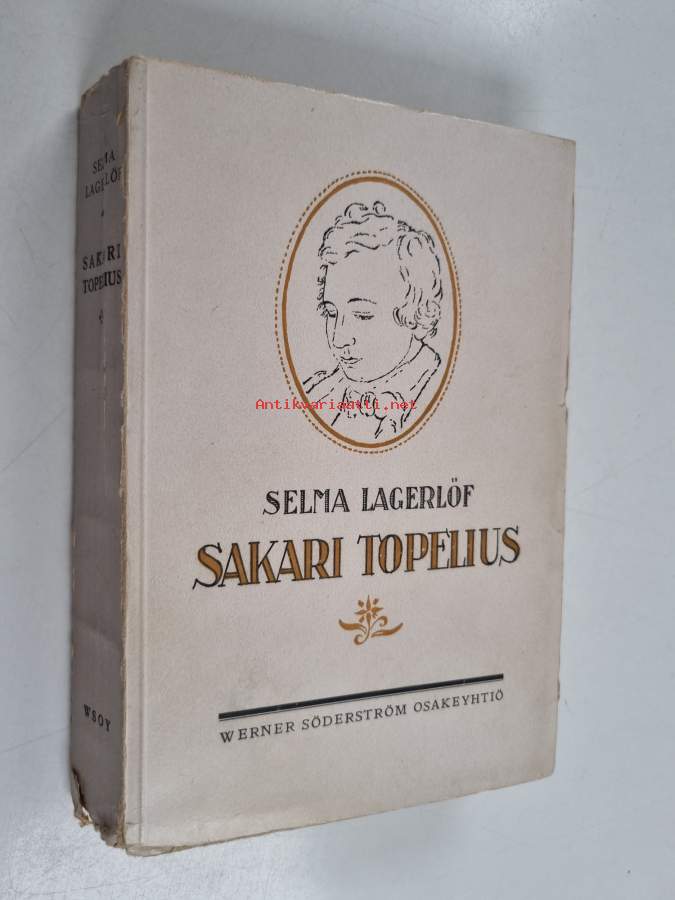 SELMA
LAGERLÖF
SAKARI
TOPELIUS
WSOY
Antikvariaatti.net
SELMA LAGERLÖF
SAKARI TOPELIUS
WERNER SÖDERSTRÖM OSAKEYHTIÖ